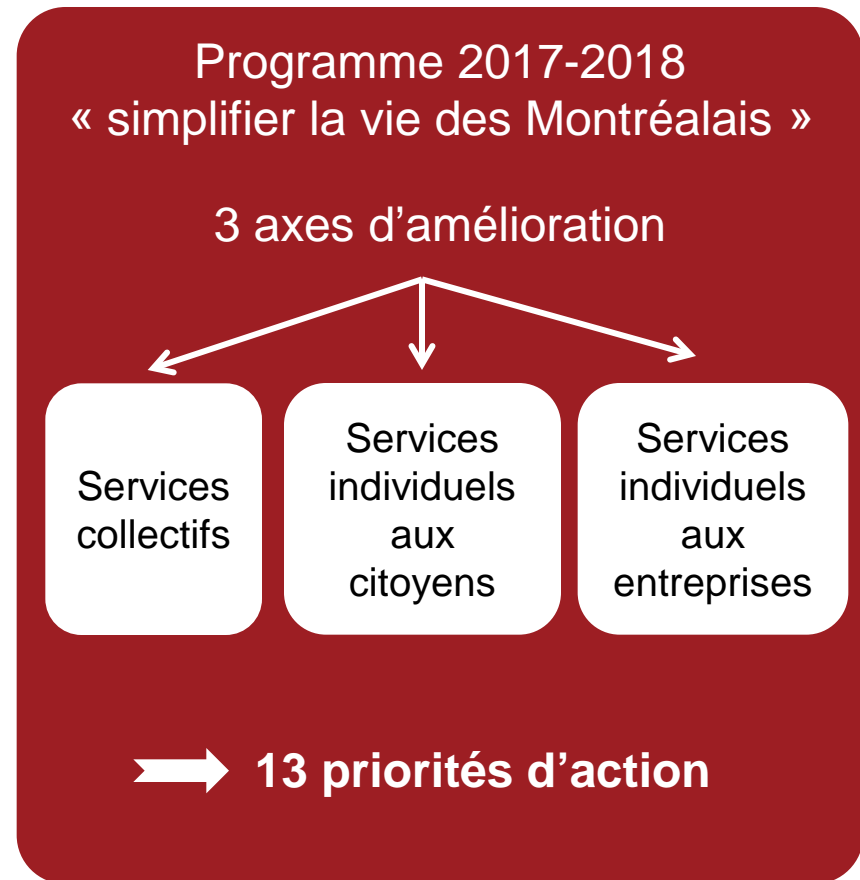 Programme 2017-2018
« simplifier la vie des Montréalais »
3 axes d’amélioration
Services
collectifs
Services
individuels
aux
citoyens
Services
individuels
aux
entreprises
13 priorités d’action